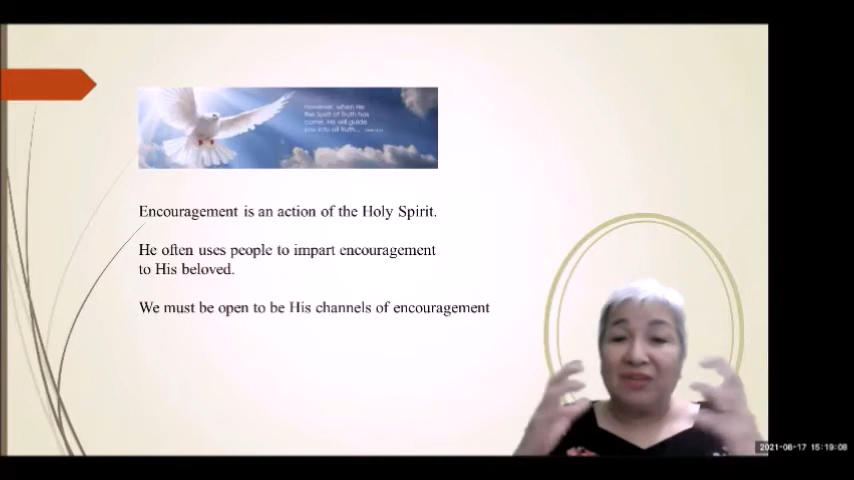 However, when He
the Spirit of Truth has
come, He will guide
you into all truth...
Encouragement is an action of the Holy Spirit.
He often uses people to impart encouragement
to His beloved.
We must be open to be His channels of encouragement
2021-08-17 15:19:08